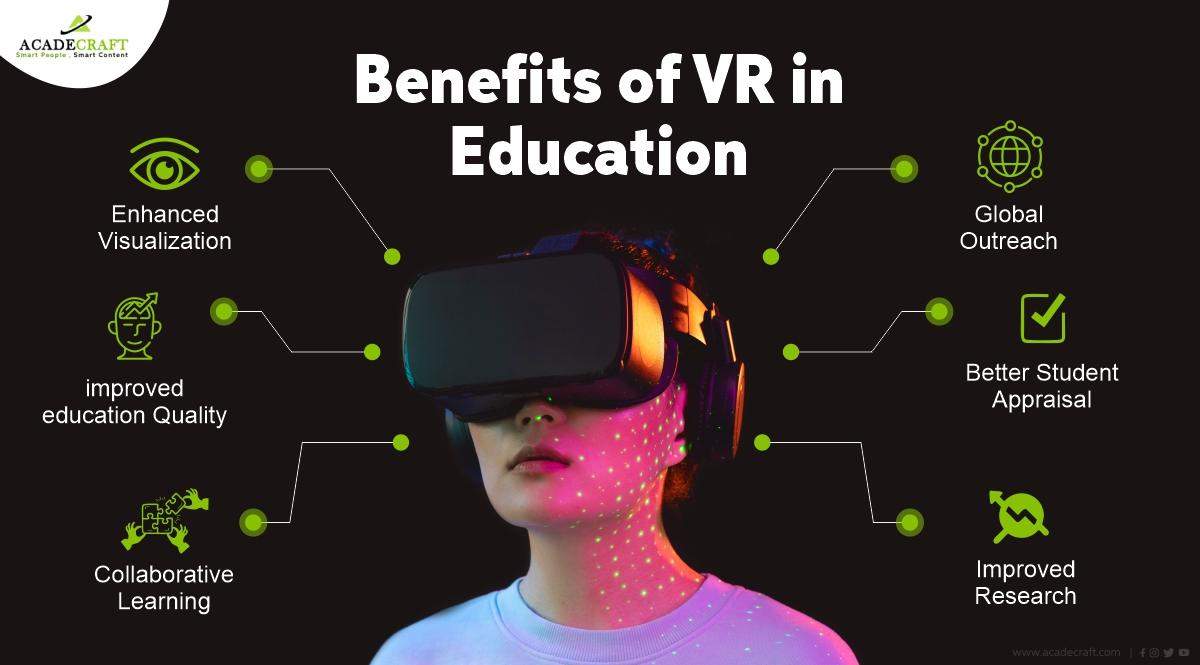 ACADECRAFT
Smart People . Smart Content
Benefits of VR in
Education
Enhanced
Visualization
improved
education Quality
Collaborative
Learning
Global
Outreach
Better Student
Appraisal
Improved
Research
www.acadecraft.com